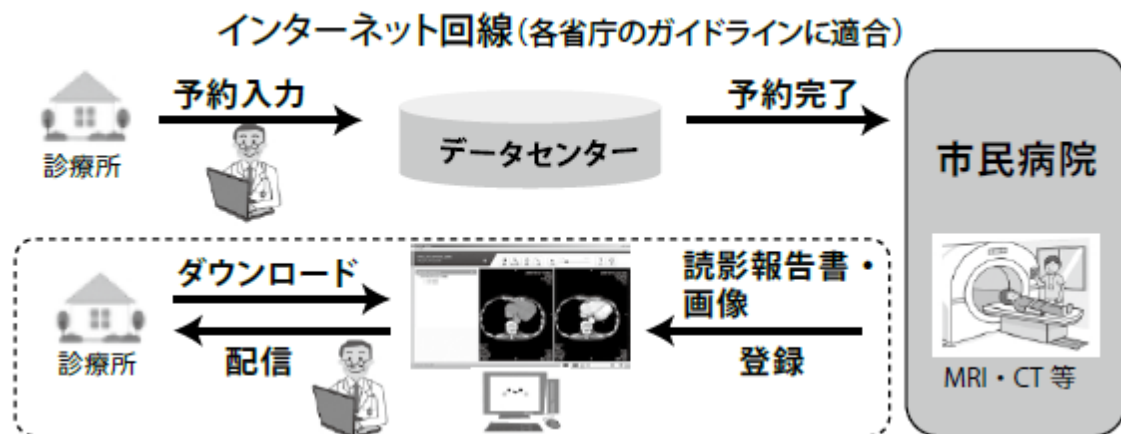 インターネット回線（各省庁のガイドラインに適合）
予約入力
予約完了
診療所
データセンター
市民病院
ダウンロード
読影報告書・
画像
診療所
配信
登録
MRI・CT 等